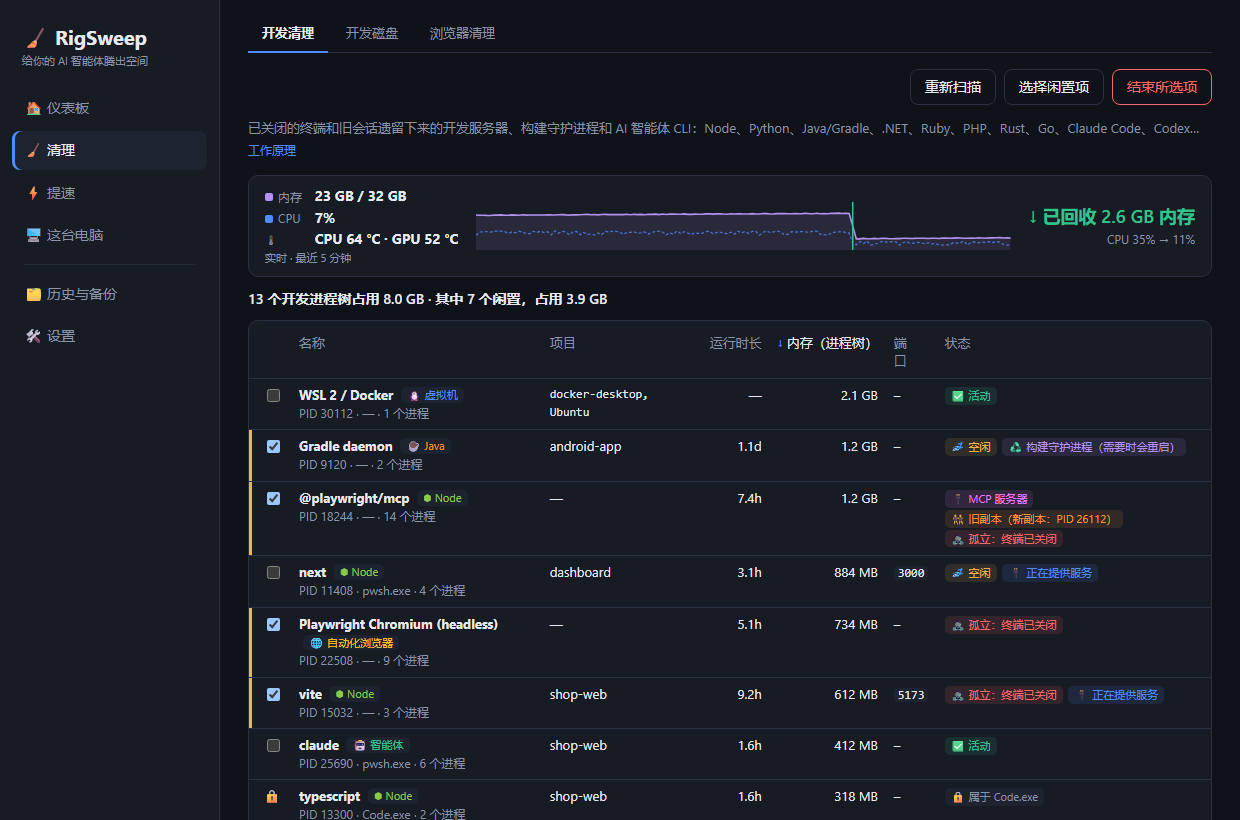 RigSweep
给你的 AI 智能体腾出空间
仪表板
清理
提速
这台电脑
历史与备份
设置
开发清理 开发磁盘 浏览器清理
重新扫描 选择闲置项 结束所选项
已关闭的终端和旧会话遗留下来的开发服务器、构建守护进程和 AI 智能体 CLI：Node、Python、Java/Gradle、.NET、Ruby、PHP、Rust、Go、Claude Code、Codex...
工作原理
内存 23 GB / 32 GB
CPU 7%
CPU 64 °C · GPU 52 °C
实时 · 最近 5 分钟
↓ 已回收 2.6 GB 内存
CPU 35% → 11%
13 个开发进程树占用 8.0 GB · 其中 7 个闲置，占用 3.9 GB
名称 项目 运行时长 ↓ 内存（进程树） 端口 状态
WSL 2 / Docker 虚拟机 docker-desktop, Ubuntu — 2.1 GB – 活动
PID 30112 · — · 1 个进程
Gradle daemon Java android-app 1.1d 1.2 GB – 空闲 构建守护进程（需要时会重启）
PID 9120 · — · 2 个进程
@playwright/mcp Node — 7.4h 1.2 GB – MCP 服务器
PID 18244 · — · 14 个进程
旧副本（新副本：PID 26112）
孤立：终端已关闭
next Node dashboard 3.1h 884 MB 3000 空闲 正在提供服务
PID 11408 · pwsh.exe · 4 个进程
Playwright Chromium (headless) — 5.1h 734 MB – 孤立：终端已关闭
自动化浏览器
PID 22508 · — · 9 个进程
vite Node shop-web 9.2h 612 MB 5173 孤立：终端已关闭 正在提供服务
PID 15032 · — · 3 个进程
claude 智能体 shop-web 1.6h 412 MB – 活动
PID 25690 · pwsh.exe · 6 个进程
typescript Node shop-web 1.6h 318 MB – 属于 Code.exe
PID 13300 · Code.exe · 2 个进程